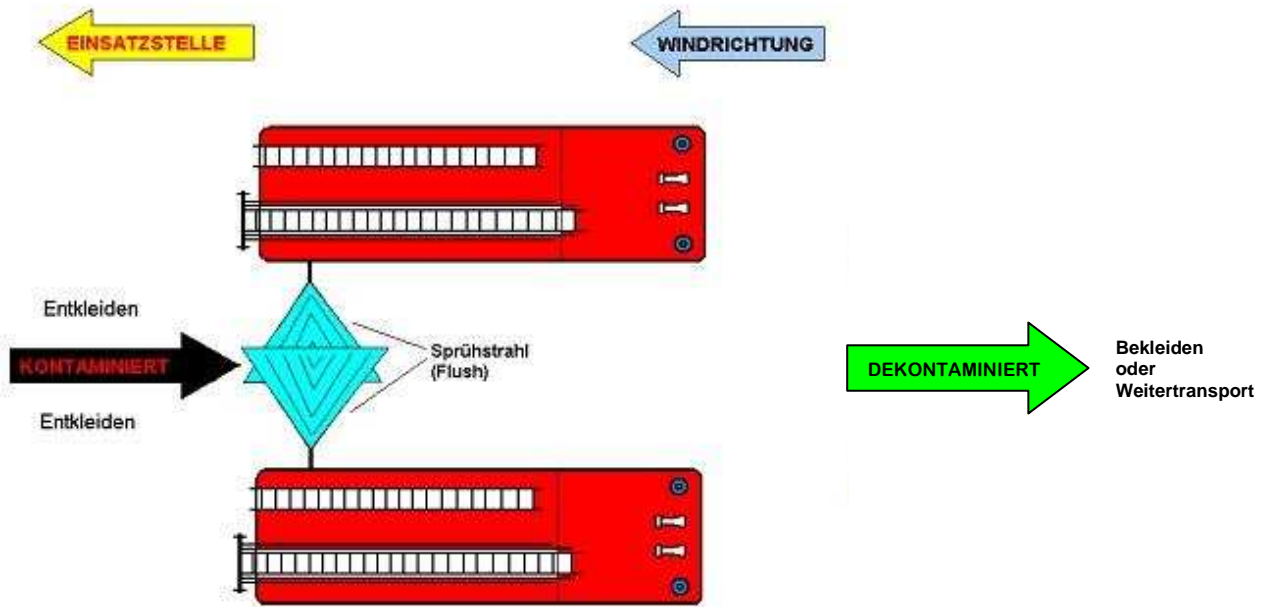 EINSATZSTELLE
WINDRICHTUNG
Entkleiden
KONTAMINIERT
Entkleiden
Sprühstrahl
(Flush)
DEKONTAMINIERT
Bekleiden
oder
Weitertransport